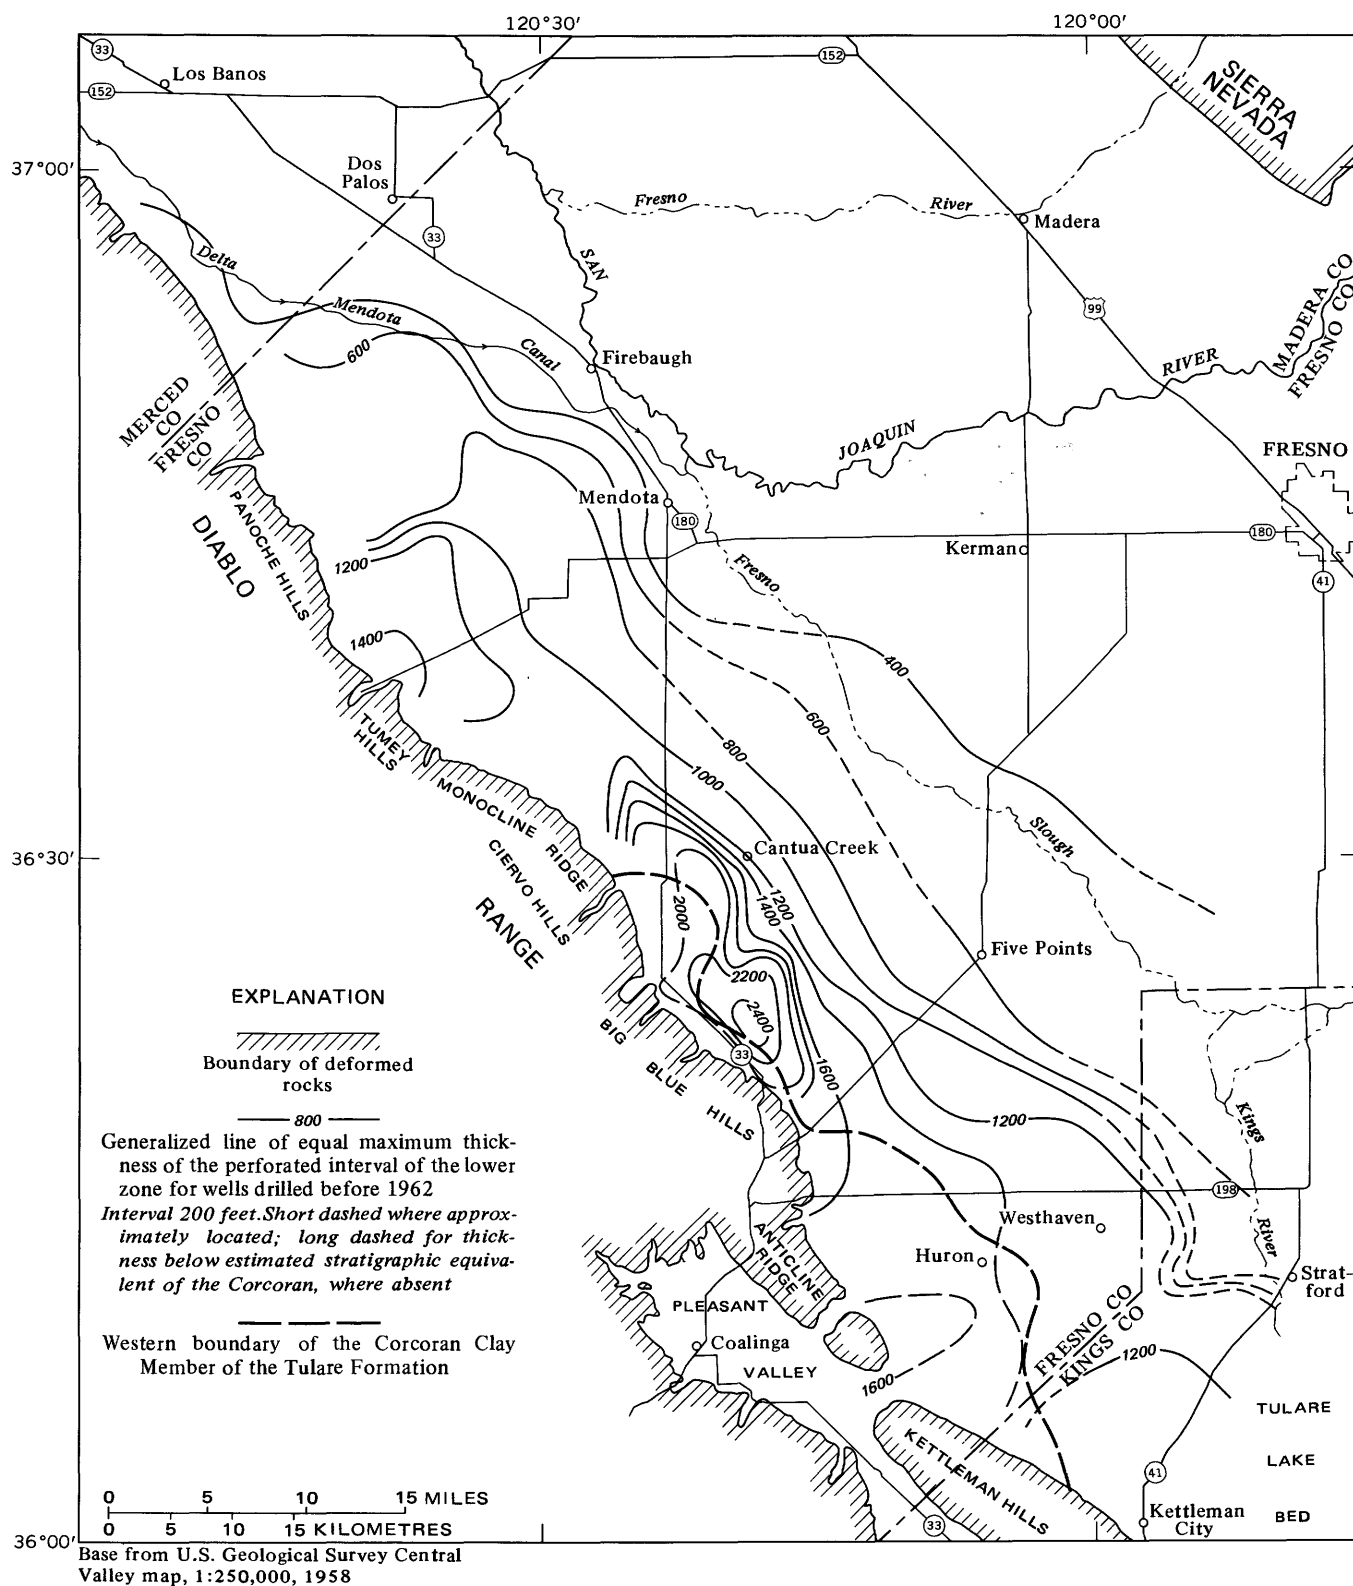 120°30′
120°00′
33
152
Los Banos
152
SIERRA
NEVADA
37°00′
Dos
Palos
Fresno
River
Madera
33
Delta
SAN
MADERA CO
FRESNO CO
99
Mendota
600
Canal
Firebaugh
RIVER
MERCED
CO
FRESNO
CO
JOAQUIN
FRESNO
PANOCHE HILLS
DIABLO
Mendota
180
Kerman
180
41
1200
Fresno
1400
400
600
TUMEY
HILLS
800
1000
MONOCLINE RIDGE
Slough
36°30′
Cantua Creek
CIERVO HILLS
RANGE
2000
1200
1400
Five Points
2200
2400
EXPLANATION
BIG BLUE HILLS
33
1600
Boundary of deformed
rocks
800
Generalized line of equal maximum thick-
ness of the perforated interval of the lower
zone for wells drilled before 1962
Interval 200 feet.Short dashed where approx-
imately located; long dashed for thick-
ness below estimated stratigraphic equiva-
lent of the Corcoran, where absent
Western boundary of the Corcoran Clay
Member of the Tulare Formation
1200
Kings
River
198
Westhaven
Huron
ANTICLINE
RIDGE
Strat-
ford
PLEASANT
VALLEY
Coalinga
FRESNO CO
KINGS CO
1200
1600
TULARE
LAKE
BED
KETTLEMAN HILLS
41
Kettleman
City
33
0 5 10 15 MILES
0 5 10 15 KILOMETRES
36°00′
Base from U.S. Geological Survey Central
Valley map, 1:250,000, 1958